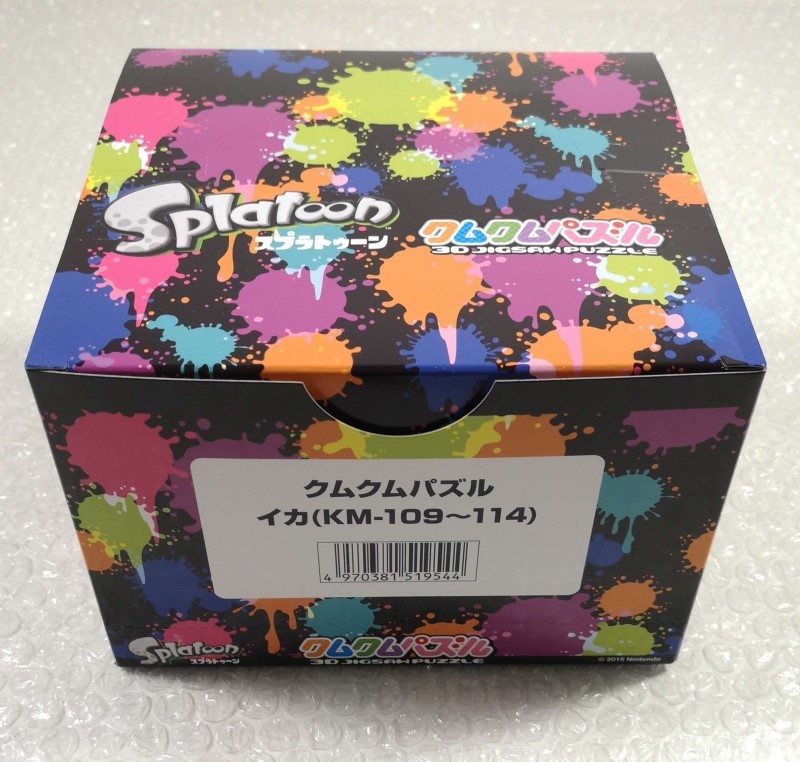 Splatoon™
スプラトゥーン
クムクムパズル
3D JIGSAW PUZZLE
クムクムパズル
イカ(KM-109～114)
4 970381 519544
Splatoon
スプラトゥーン
クムクムパズル
3D JIGSAW PUZZLE
© 2015 Nintendo